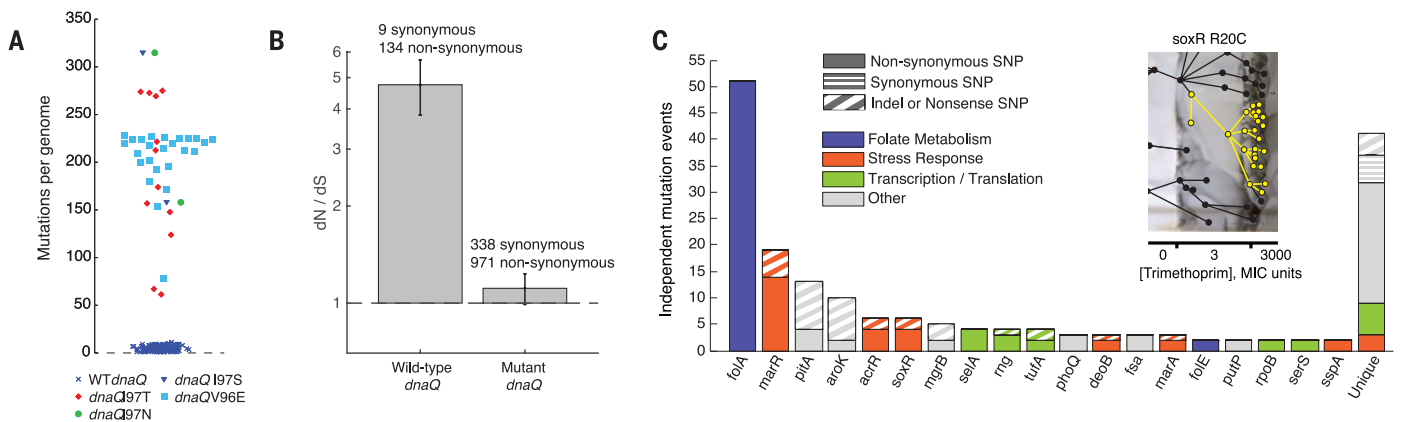 A
Mutations per genome
350
300
250
200
150
100
50
0
WT dnaQ
dnaQ I97T
dnaQ I97N
dnaQ I97S
dnaQ V96E
B
dN / dS
6
5
4
3
2
1
9 synonymous
134 non-synonymous
338 synonymous
971 non-synonymous
Wild-type
dnaQ
Mutant
dnaQ
C
Independent mutation events
55
50
45
40
35
30
25
20
15
10
5
0
Non-synonymous SNP
Synonymous SNP
Indel or Nonsense SNP
Folate Metabolism
Stress Response
Transcription / Translation
Other
soxR R20C
0 3 3000
[Trimethoprim], MIC units
folA
marR
pitA
aroK
acrR
soxR
mgrB
selA
rng
tufA
phoQ
deoB
fsa
marA
folE
putP
rpoB
serS
sspA
Unique